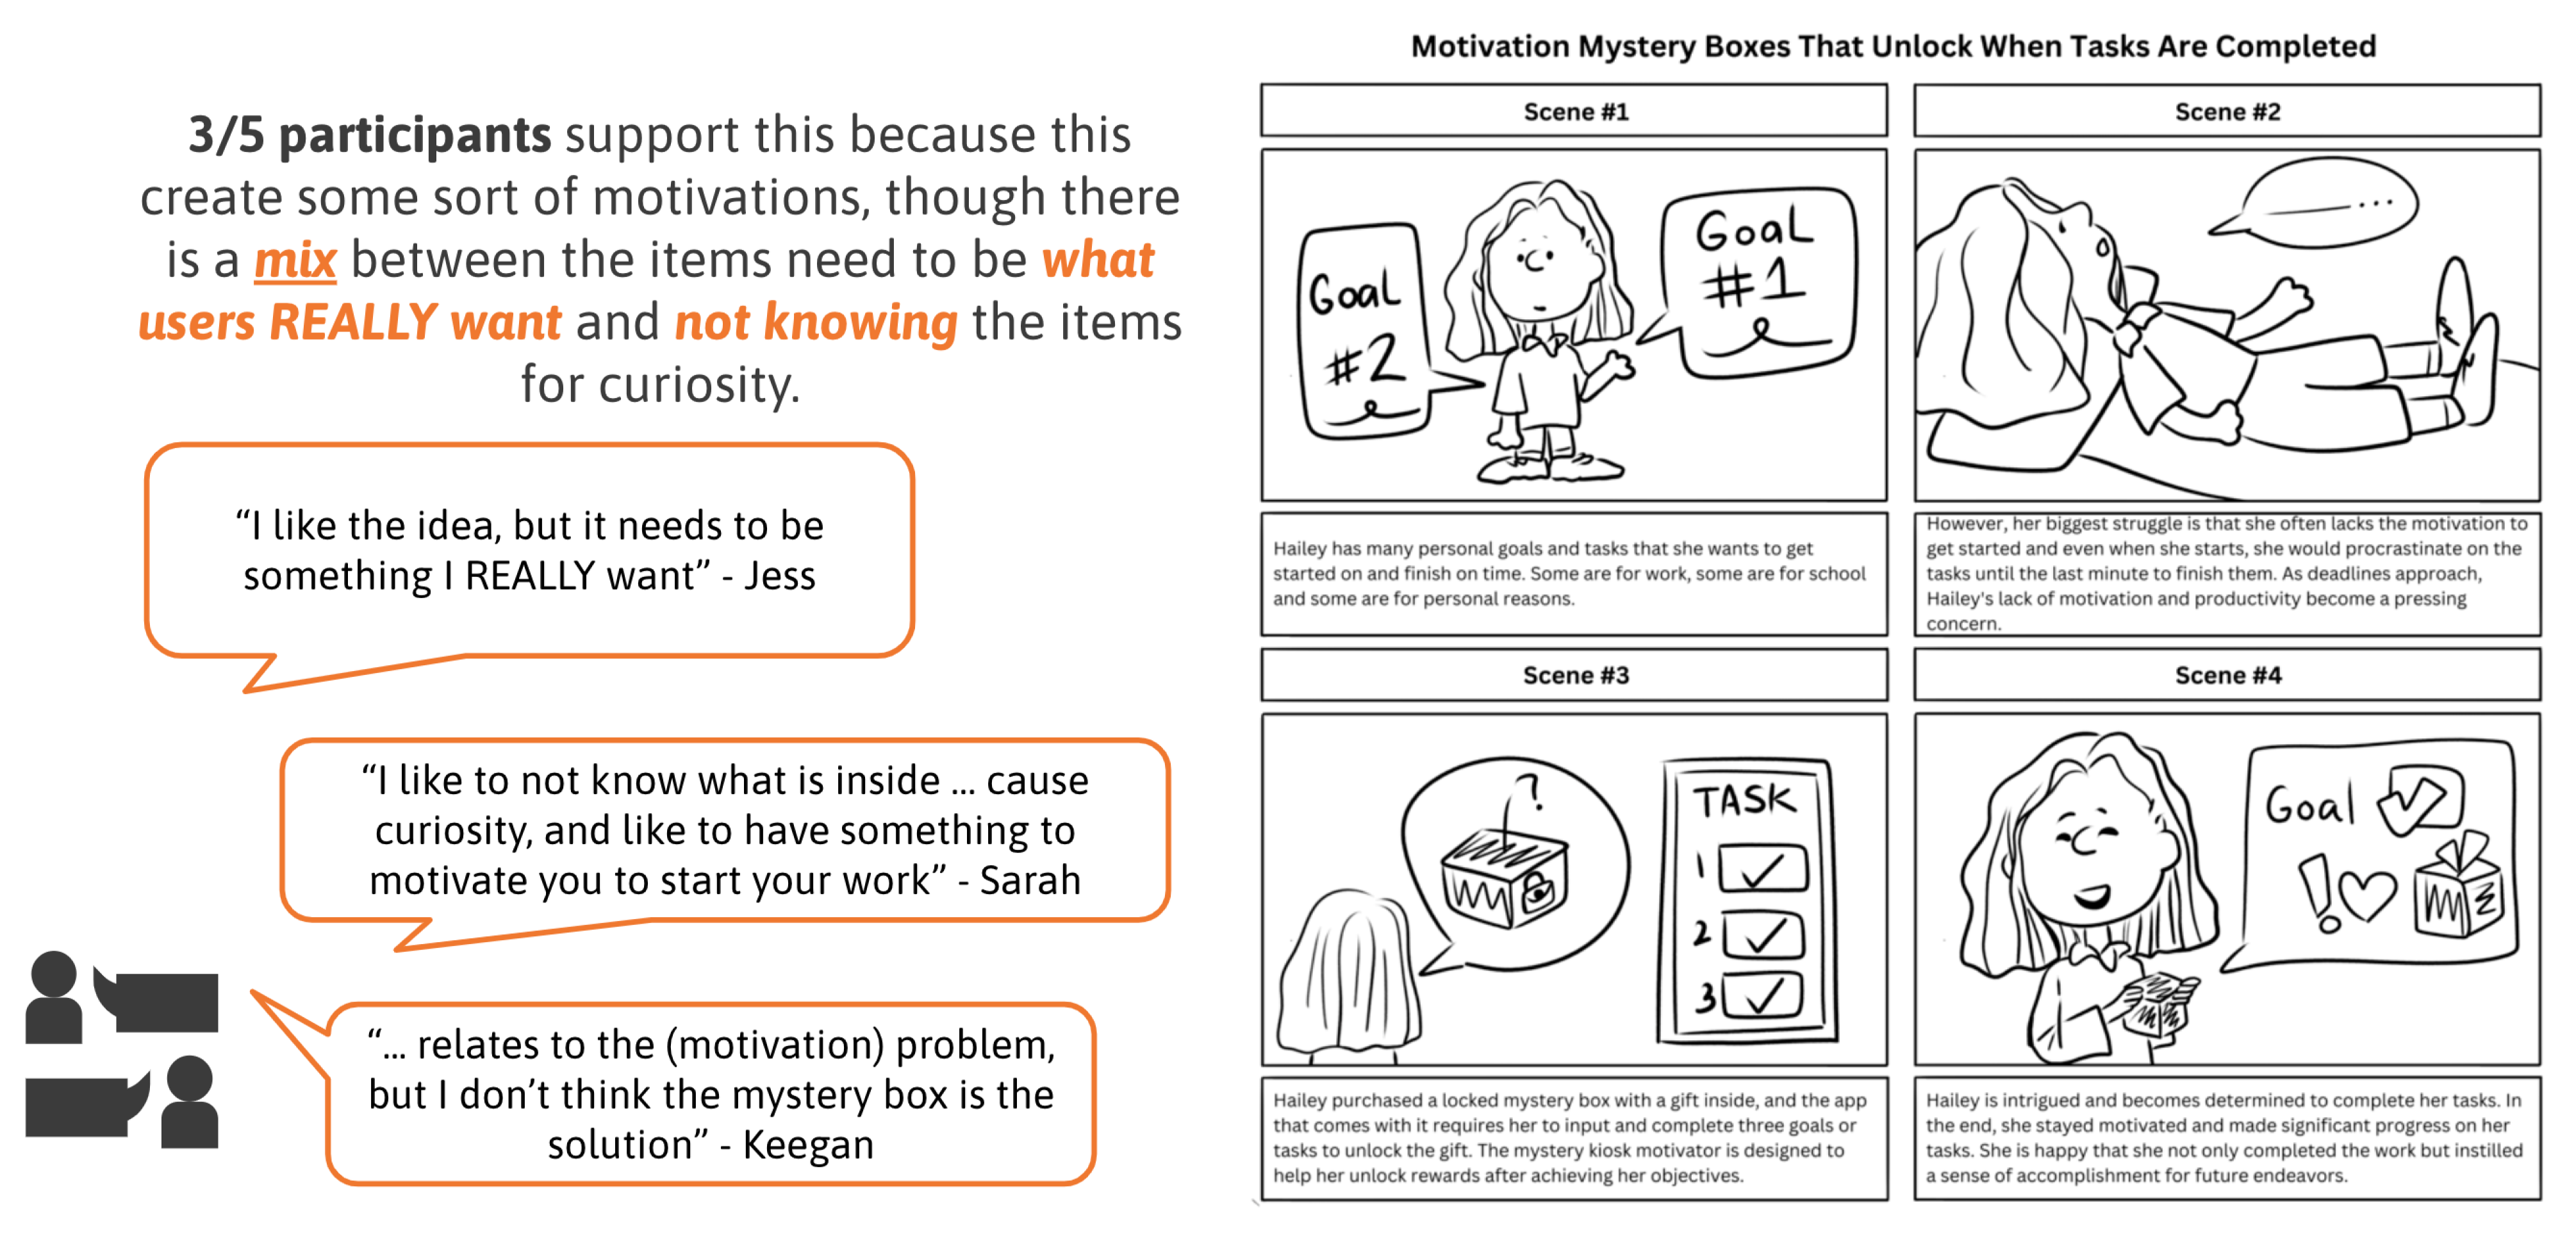 3/5 participants support this because this
create some sort of motivations, though there
is a mix between the items need to be what
users REALLY want and not knowing the items
for curiosity.
“I like the idea, but it needs to be
something I REALLY want” - Jess
“I like to not know what is inside ... cause
curiosity, and like to have something to
motivate you to start your work” - Sarah
“... relates to the (motivation) problem,
but I don’t think the mystery box is the
solution” - Keegan
Motivation Mystery Boxes That Unlock When Tasks Are Completed
Scene #1
Goal
#2
Goal
#1
Hailey has many personal goals and tasks that she wants to get
started on and finish on time. Some are for work, some are for school
and some are for personal reasons.
Scene #2
...
However, her biggest struggle is that she often lacks the motivation to
get started and even when she starts, she would procrastinate on the
tasks until the last minute to finish them. As deadlines approach,
Hailey's lack of motivation and productivity become a pressing
concern.
Scene #3
?
TASK
1
2
3
Hailey purchased a locked mystery box with a gift inside, and the app
that comes with it requires her to input and complete three goals or
tasks to unlock the gift. The mystery kiosk motivator is designed to
help her unlock rewards after achieving her objectives.
Scene #4
Goal
!
Hailey is intrigued and becomes determined to complete her tasks. In
the end, she stayed motivated and made significant progress on her
tasks. She is happy that she not only completed the work but instilled
a sense of accomplishment for future endeavors.